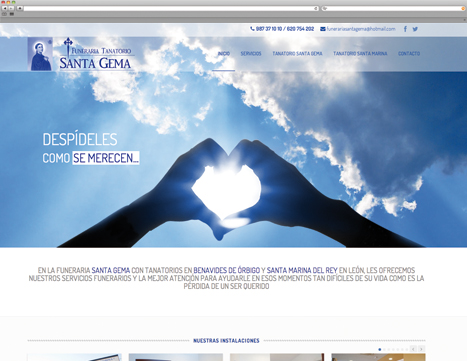 987 37 10 10 / 620 754 202 funerariasantagema@hotmail.com
FUNERARIA TANATORIO
SANTA GEMA
INICIO SERVICIOS TANATORIO SANTA GEMA TANATORIO SANTA MARINA CONTACTO
DESPÍDELES
COMO SE MERECEN...
EN LA FUNERARIA SANTA GEMA CON TANATORIOS EN BENAVIDES DE ÓRBIGO Y SANTA MARINA DEL REY EN LEÓN, LES OFRECEMOS
NUESTROS SERVICIOS FUNERARIOS Y LA MEJOR ATENCIÓN PARA AYUDARLE EN ESOS MOMENTOS TAN DIFÍCILES DE SU VIDA COMO ES LA
PÉRDIDA DE UN SER QUERIDO
NUESTRAS INSTALACIONES